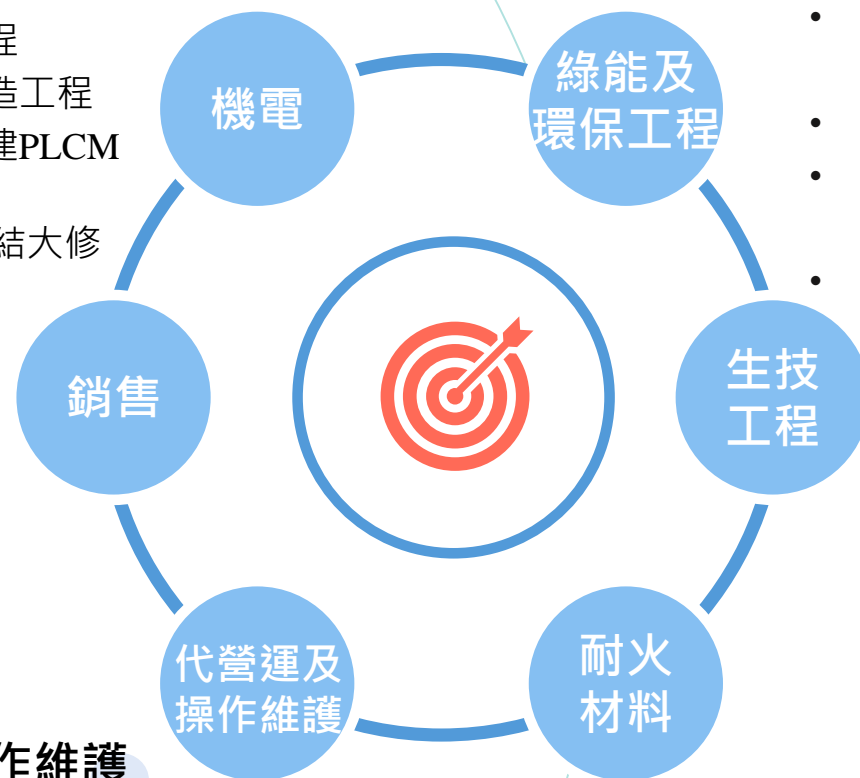 程
造工程
建PLCM
結大修
機電
綠能及
環保工程
銷售
生技
工程
代營運及
操作維護
耐火
材料
作維護